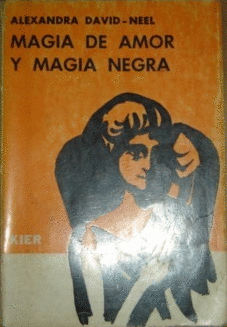 ALEXANDRA DAVID-NEEL
MAGIA DE AMOR
Y MAGIA NEGRA
KIER